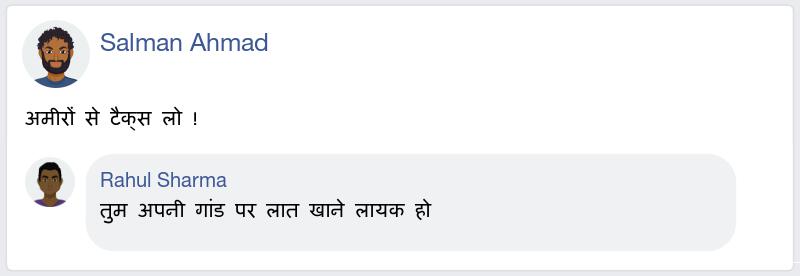 Salman Ahmad
अमीरों से टैक्स लो !
Rahul Sharma
तुम अपनी गांड पर लात खाने लायक हो